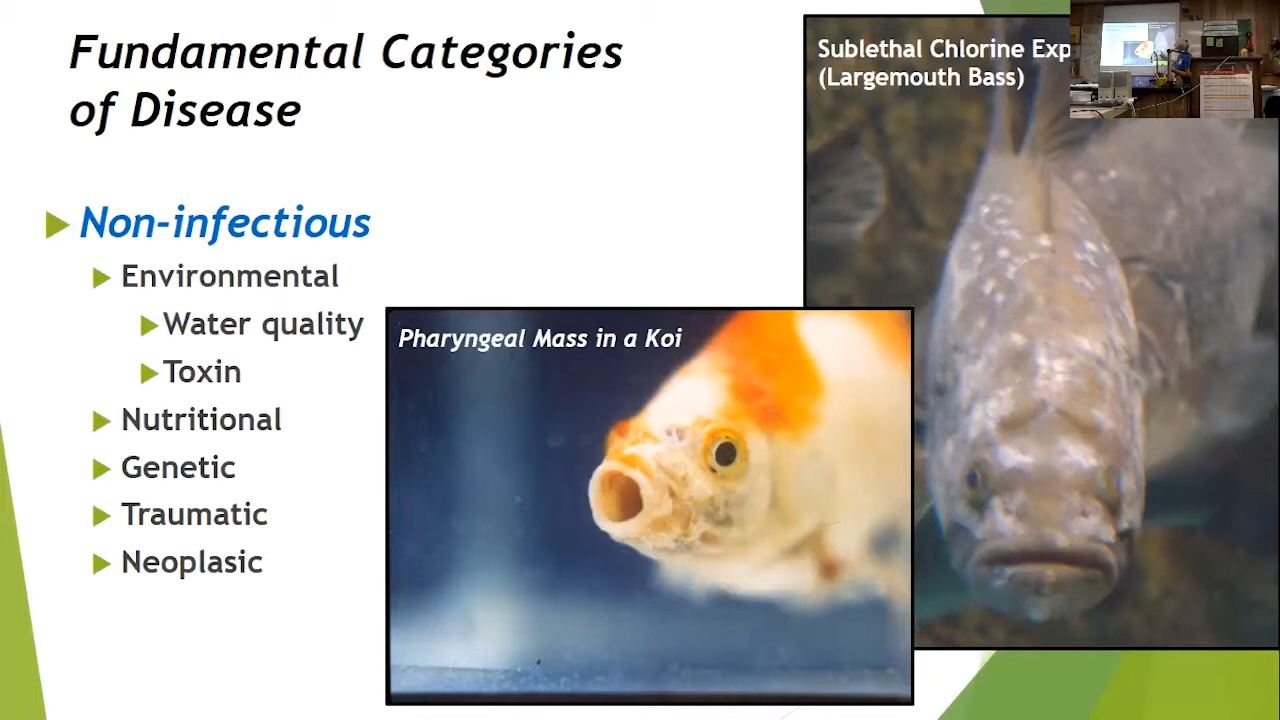 Fundamental Categories
of Disease
Non-infectious
Environmental
Water quality
Toxin
Nutritional
Genetic
Traumatic
Neoplasic
Pharyngeal Mass in a Koi
Sublethal Chlorine Exp
(Largemouth Bass)